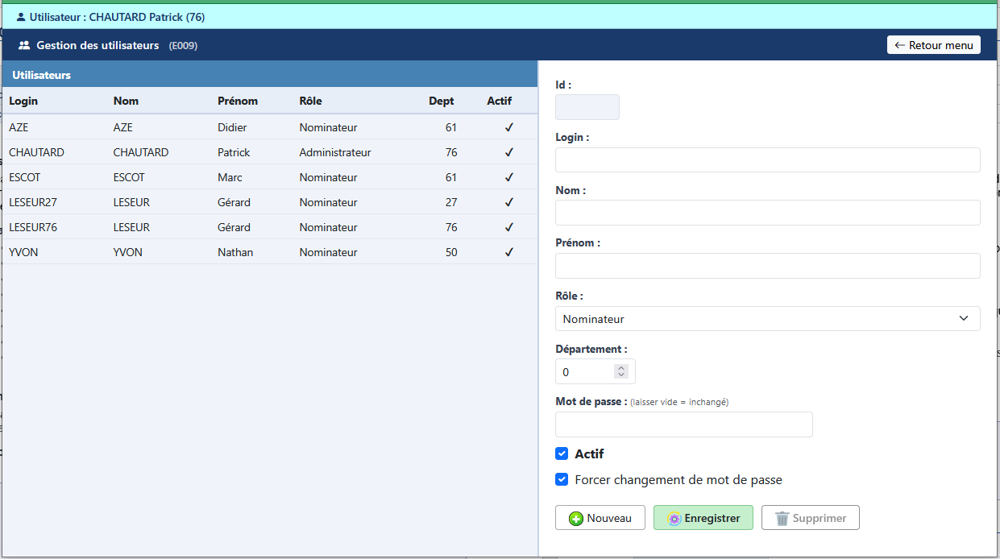 Utilisateur : CHAUTARD Patrick (76)
Gestion des utilisateurs (E009)
← Retour menu
Utilisateurs
Login Nom Prénom Rôle Dept Actif
AZE AZE Didier Nominateur 61 ✓
CHAUTARD CHAUTARD Patrick Administrateur 76 ✓
ESCOT ESCOT Marc Nominateur 61 ✓
LESEUR27 LESEUR Gérard Nominateur 27 ✓
LESEUR76 LESEUR Gérard Nominateur 76 ✓
YVON YVON Nathan Nominateur 50 ✓
Id :
Login :
Nom :
Prénom :
Rôle :
Nominateur
Département :
0
Mot de passe : (laisser vide = inchangé)
Actif
Forcer changement de mot de passe
Nouveau Enregistrer Supprimer